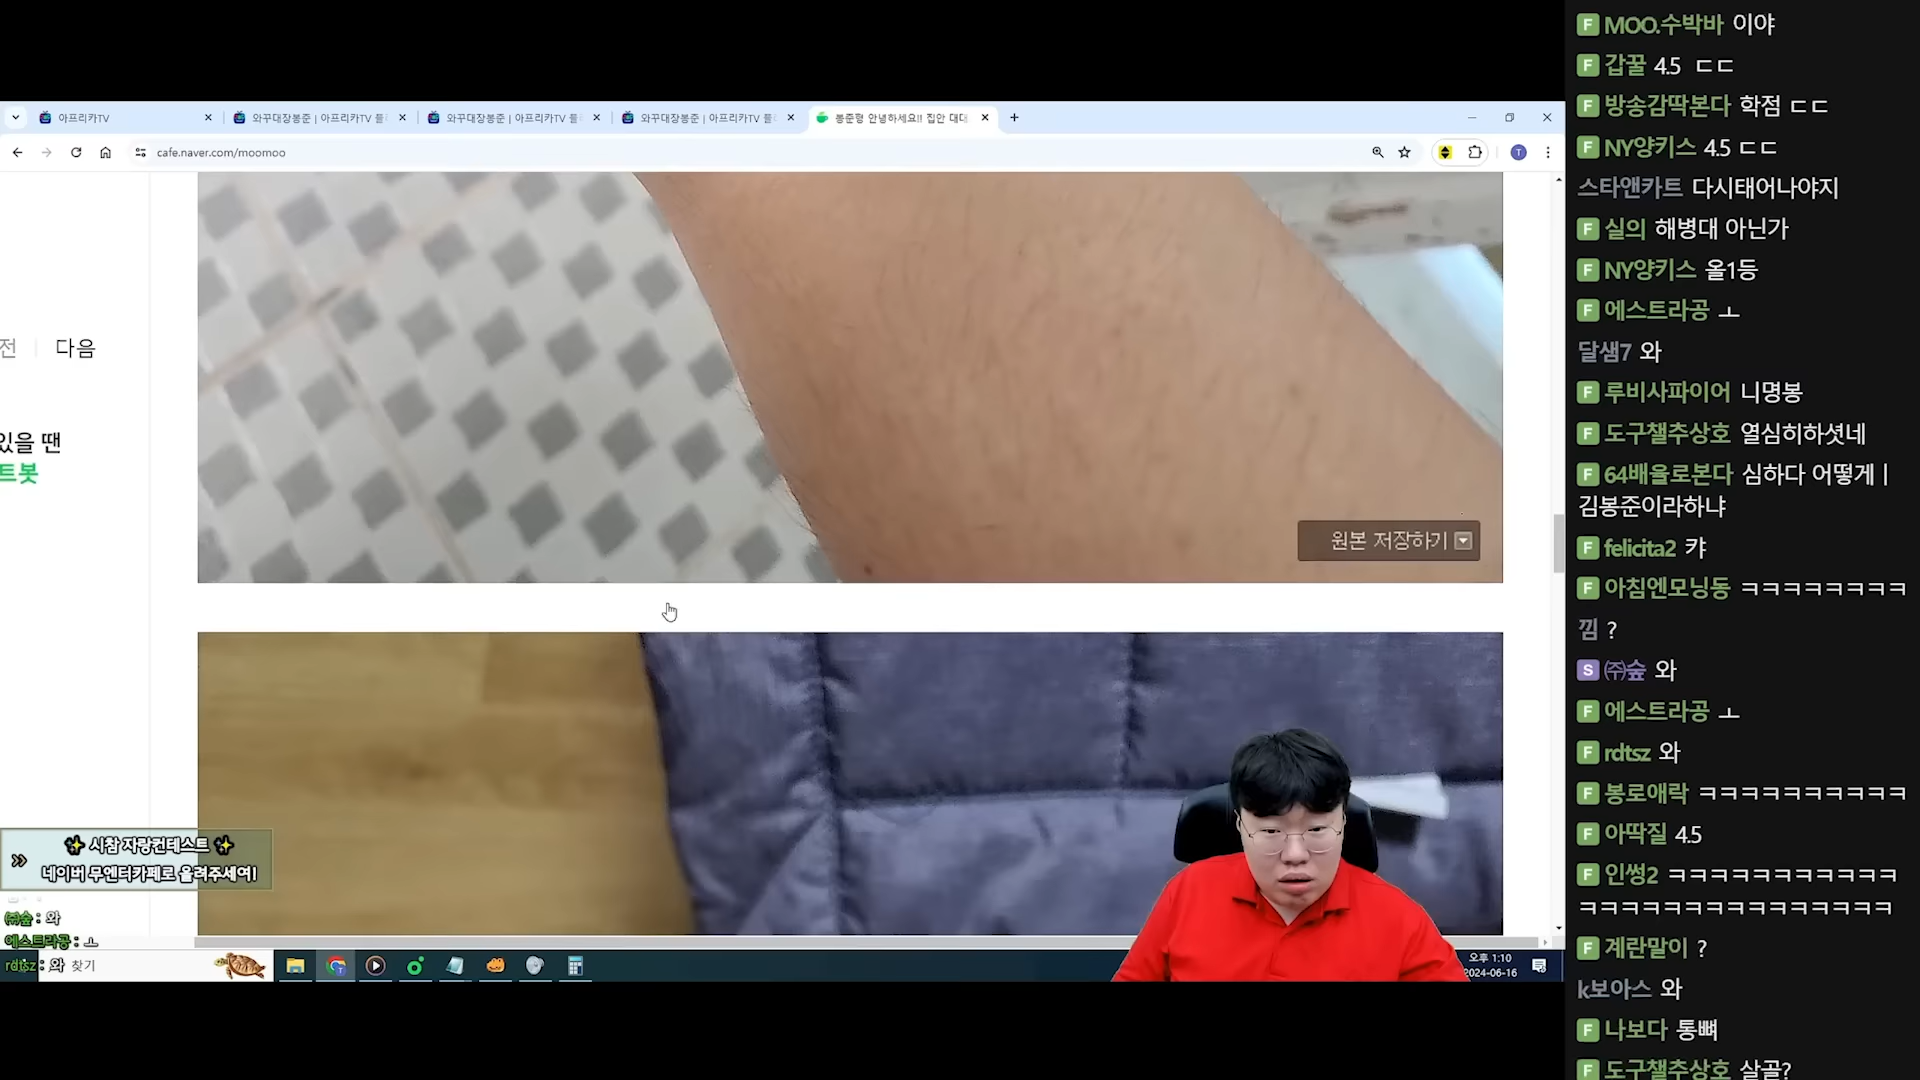 아프리카TV
와꾸대장봉준 | 아프리카TV 플
와꾸대장봉준 | 아프리카TV 플
와꾸대장봉준 | 아프리카TV 플
봉준형 안녕하세요!! 집안 대대
cafe.naver.com/moomoo
T
전 | 다음
있을 땐
트봇
원본 저장하기
시참 자랑컨테스트
네이버 무엔터카페로 올려주세여!
㈜숲 : 와
에스트라공 : ㅗ
rdtsz : 와
찾기
오후 1:10
2024-06-16
F MOO.수박바 이야
F 갑꿀 4.5 ㄷㄷ
F 방송감딱본다 학점 ㄷㄷ
F NY양키스 4.5 ㄷㄷ
스타앤카트 다시태어나야지
F 실의 해병대 아닌가
F NY양키스 올1등
F 에스트라공 ㅗ
달샘7 와
F 루비사파이어 니명봉
F 도구챌추상호 열심히하셧네
F 64배율로본다 심하다 어떻게ㅣ
김봉준이라하냐
F felicita2 캬
F 아침엔모닝동 ㅋㅋㅋㅋㅋㅋㅋㅋ
낌 ?
S ㈜숲 와
F 에스트라공 ㅗ
F rdtsz 와
F 봉로애락 ㅋㅋㅋㅋㅋㅋㅋㅋㅋㅋ
F 아딱질 4.5
F 인썽2 ㅋㅋㅋㅋㅋㅋㅋㅋㅋㅋㅋ
ㅋㅋㅋㅋㅋㅋㅋㅋㅋㅋㅋㅋㅋㅋㅋ
F 계란말이 ?
k보아스 와
F 나보다 통뼈
F 도구챌추상호 살골?